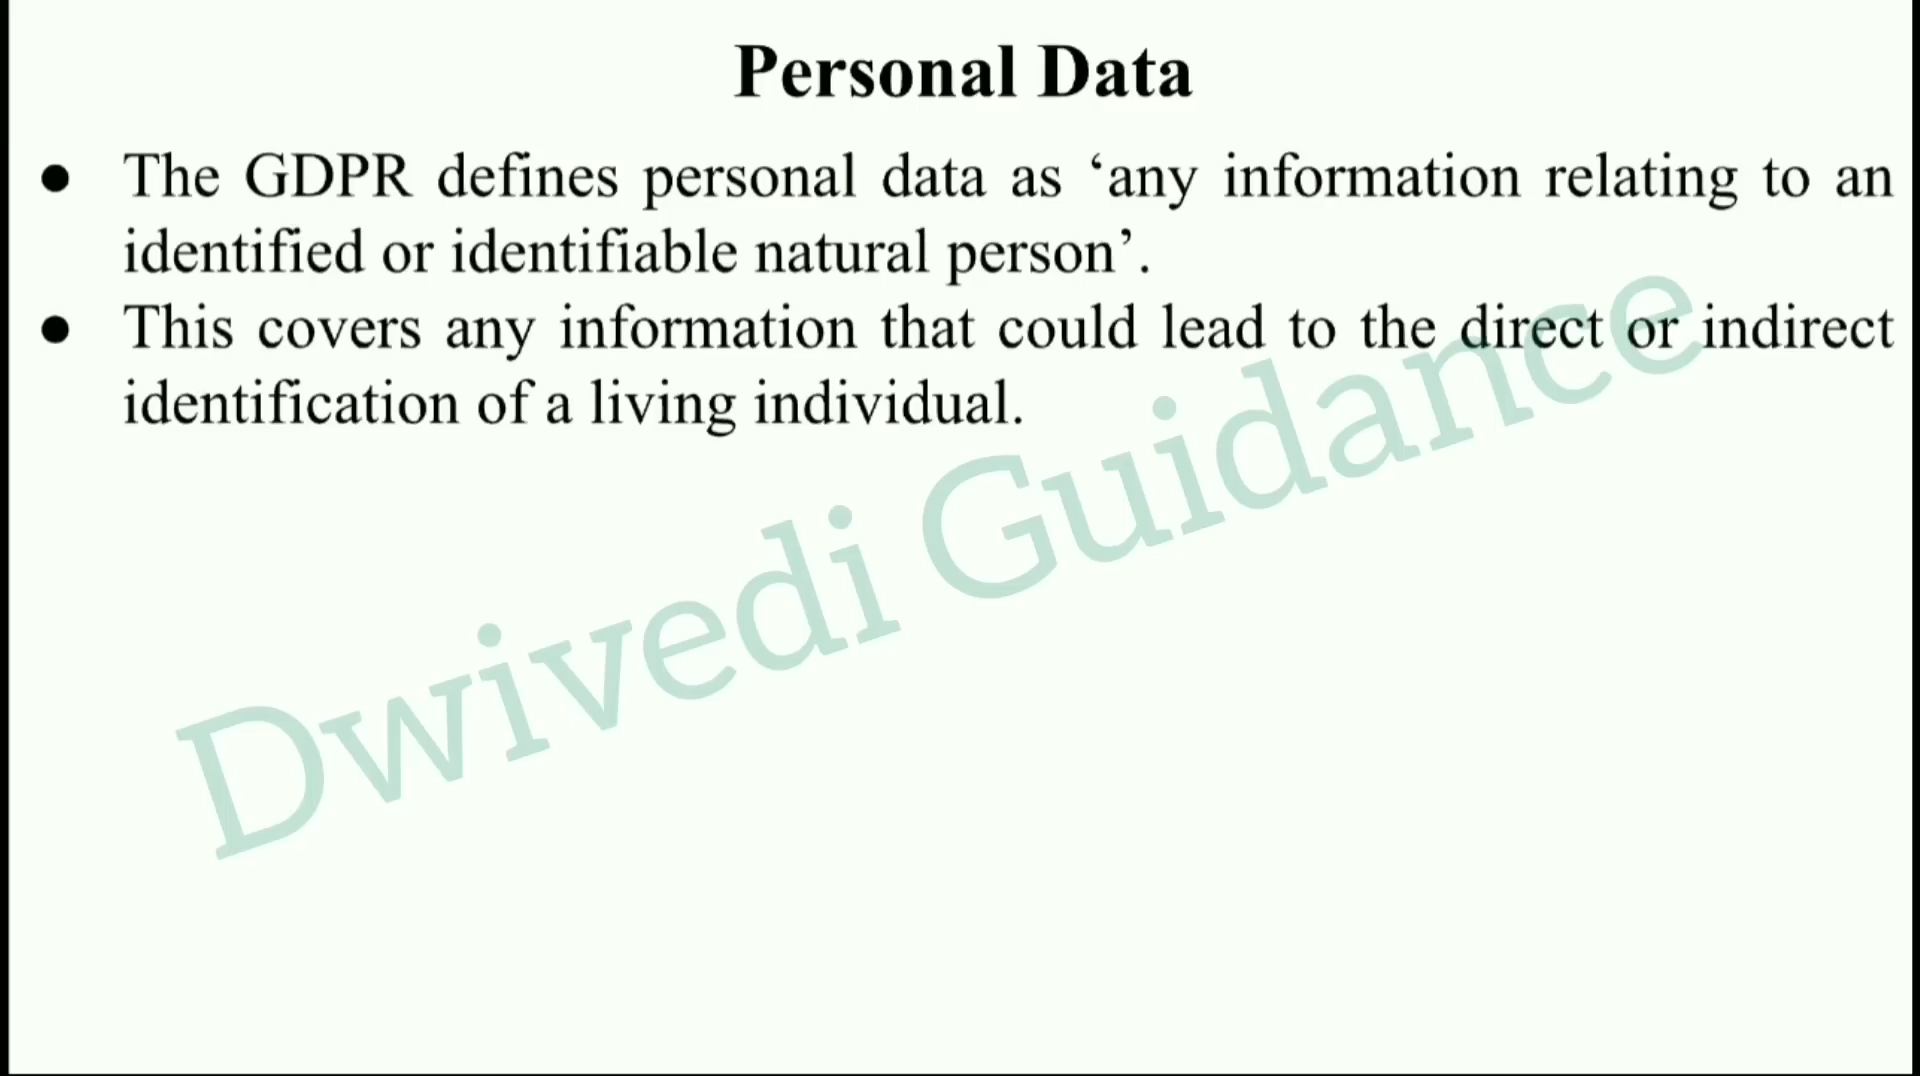 Personal Data
● The GDPR defines personal data as ‘any information relating to an
identified or identifiable natural person’.
● This covers any information that could lead to the direct or indirect
identification of a living individual.
Dwivedi Guidance